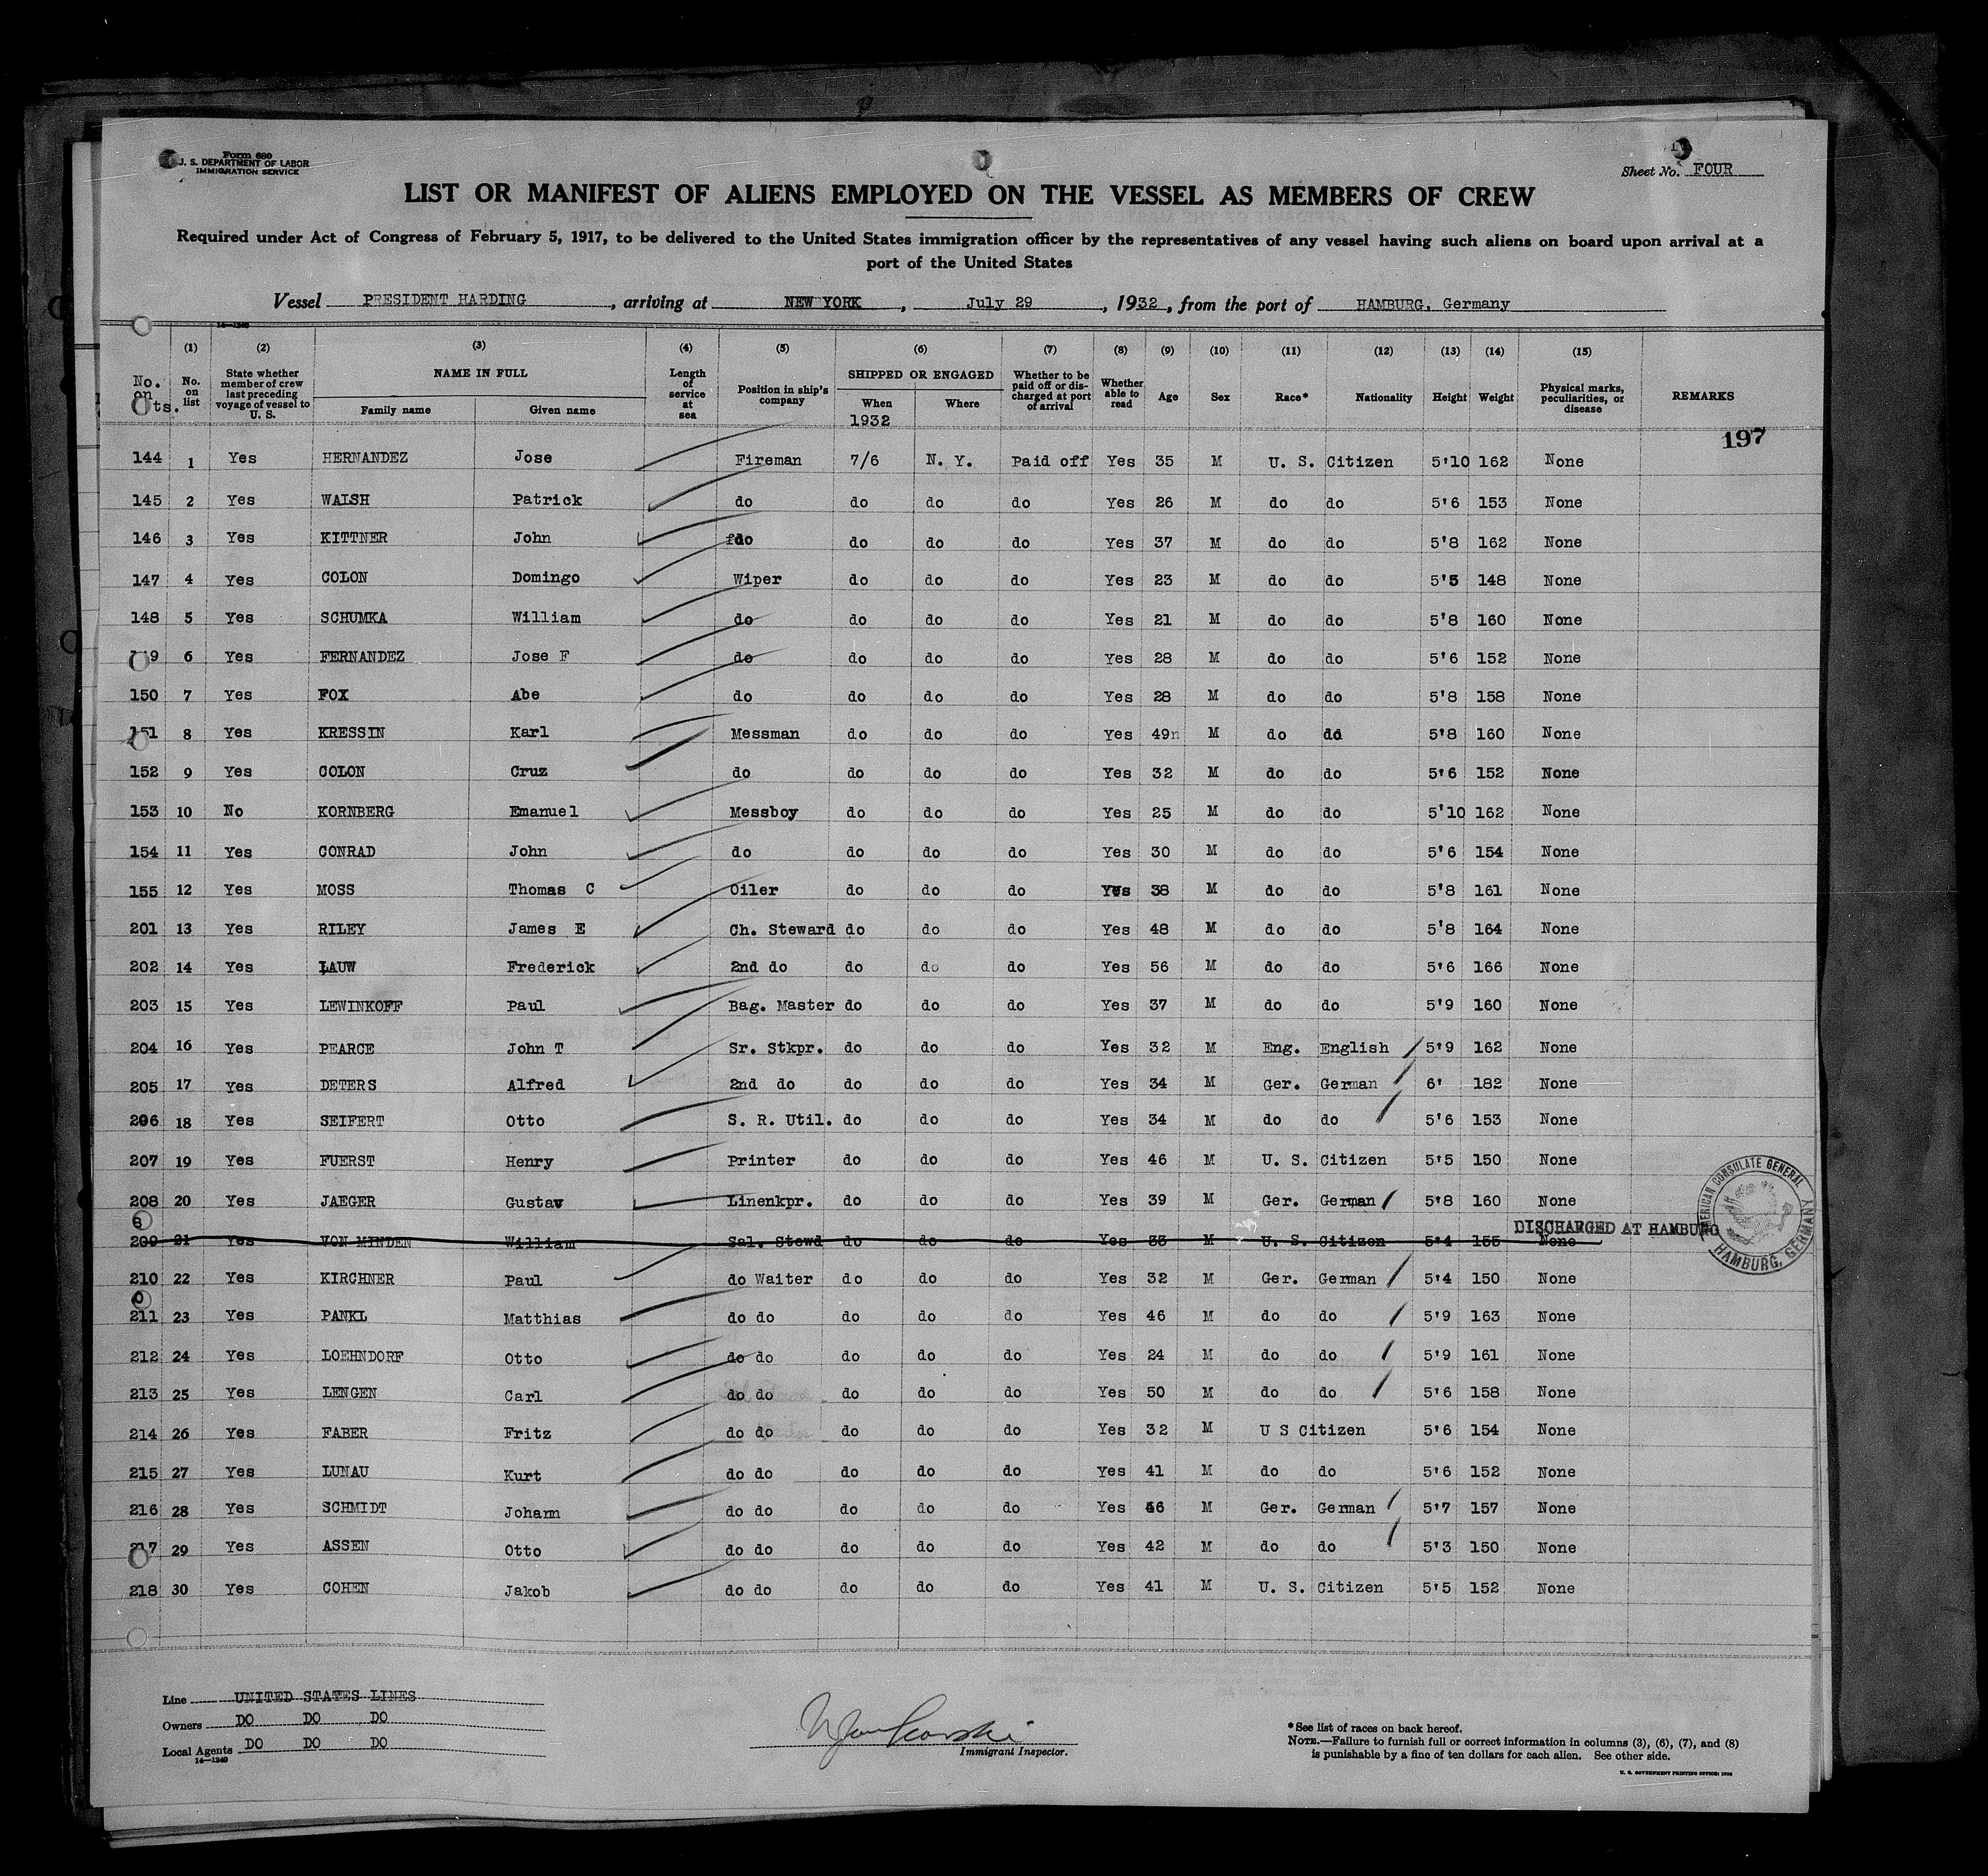 Form 680
U. S. DEPARTMENT OF LABOR
IMMIGRATION SERVICE
Sheet No. FOUR
LIST OR MANIFEST OF ALIENS EMPLOYED ON THE VESSEL AS MEMBERS OF CREW
Required under Act of Congress of February 5, 1917, to be delivered to the United States immigration officer by the representatives of any vessel having such aliens on board upon arrival at a
port of the United States
Vessel PRESIDENT HARDING, arriving at NEW YORK, July 29, 1932, from the port of HAMBURG, Germany
14—1240
(1) (2) (3) (4) (5) (6) (7) (8) (9) (10) (11) (12) (13) (14) (15)
No. on Cts. No. on list State whether member of crew last preceding voyage of vessel to U. S. NAME IN FULL Family name Given name Length of service at sea Position in ship's company SHIPPED OR ENGAGED When Where Whether to be paid off or discharged at port of arrival Whether able to read Age Sex Race* Nationality Height Weight Physical marks, peculiarities, or disease REMARKS
1932
197
144 1 Yes HERNANDEZ Jose Fireman 7/6 N. Y. Paid off Yes 35 M U. S. Citizen 5'10 162 None
145 2 Yes WALSH Patrick do do do do Yes 26 M do do 5'6 153 None
146 3 Yes KITTNER John do do do do Yes 37 M do do 5'8 162 None
147 4 Yes COLON Domingo Wiper do do do Yes 23 M do do 5'5 148 None
148 5 Yes SCHUMKA William do do do do Yes 21 M do do 5'8 160 None
149 6 Yes FERNANDEZ Jose F do do do do Yes 28 M do do 5'6 152 None
150 7 Yes FOX Abe do do do do Yes 28 M do do 5'8 158 None
151 8 Yes KRESSIN Karl Messman do do do Yes 49n M do do 5'8 160 None
152 9 Yes COLON Cruz do do do do Yes 32 M do do 5'6 152 None
153 10 No KORNBERG Emanuel Messboy do do do Yes 25 M do do 5'10 162 None
154 11 Yes CONRAD John do do do do Yes 30 M do do 5'6 154 None
155 12 Yes MOSS Thomas C Oiler do do do Yes 38 M do do 5'8 161 None
201 13 Yes RILEY James E Ch. Steward do do do Yes 48 M do do 5'8 164 None
202 14 Yes LAUW Frederick 2nd do do do do Yes 56 M do do 5'6 166 None
203 15 Yes LEWINKOFF Paul Bag. Master do do do Yes 37 M do do 5'9 160 None
204 16 Yes PEARCE John T Sr. Stkpr. do do do Yes 32 M Eng. English 5'9 162 None
205 17 Yes DETERS Alfred 2nd do do do do Yes 34 M Ger. German 6' 182 None
206 18 Yes SEIFERT Otto S. R. Util. do do do Yes 34 M do do 5'6 153 None
207 19 Yes FUERST Henry Printer do do do Yes 46 M U. S. Citizen 5'5 150 None
208 20 Yes JAEGER Gustav Linenkpr. do do do Yes 39 M Ger. German 5'8 160 None
209 21 Yes VON MINDEN William Sal. Stewd do do do Yes 33 M U. S. Citizen 5'4 155 None DISCHARGED AT HAMBURG
AMERICAN CONSULATE GENERAL HAMBURG, GERMANY
210 22 Yes KIRCHNER Paul do Waiter do do do Yes 32 M Ger. German 5'4 150 None
211 23 Yes PANKL Matthias do do do do do Yes 46 M do do 5'9 163 None
212 24 Yes LOEHNDORF Otto do do do do do Yes 24 M do do 5'9 161 None
213 25 Yes LENGEN Carl do do do do do Yes 50 M do do 5'6 158 None
214 26 Yes FABER Fritz do do do do do Yes 32 M U S Citizen 5'6 154 None
215 27 Yes LUNAU Kurt do do do do do Yes 41 M do do 5'6 152 None
216 28 Yes SCHMIDT Johann do do do do do Yes 46 M Ger. German 5'7 157 None
217 29 Yes ASSEN Otto do do do do do Yes 42 M do do 5'3 150 None
218 30 Yes COHEN Jakob do do do do do Yes 41 M U. S. Citizen 5'5 152 None
Line UNITED STATES LINES
Owners DO DO DO
Local Agents DO DO DO
14—1240
Immigrant Inspector.
*See list of races on back hereof.
NOTE.—Failure to furnish full or correct information in columns (3), (6), (7), and (8)
is punishable by a fine of ten dollars for each alien. See other side.